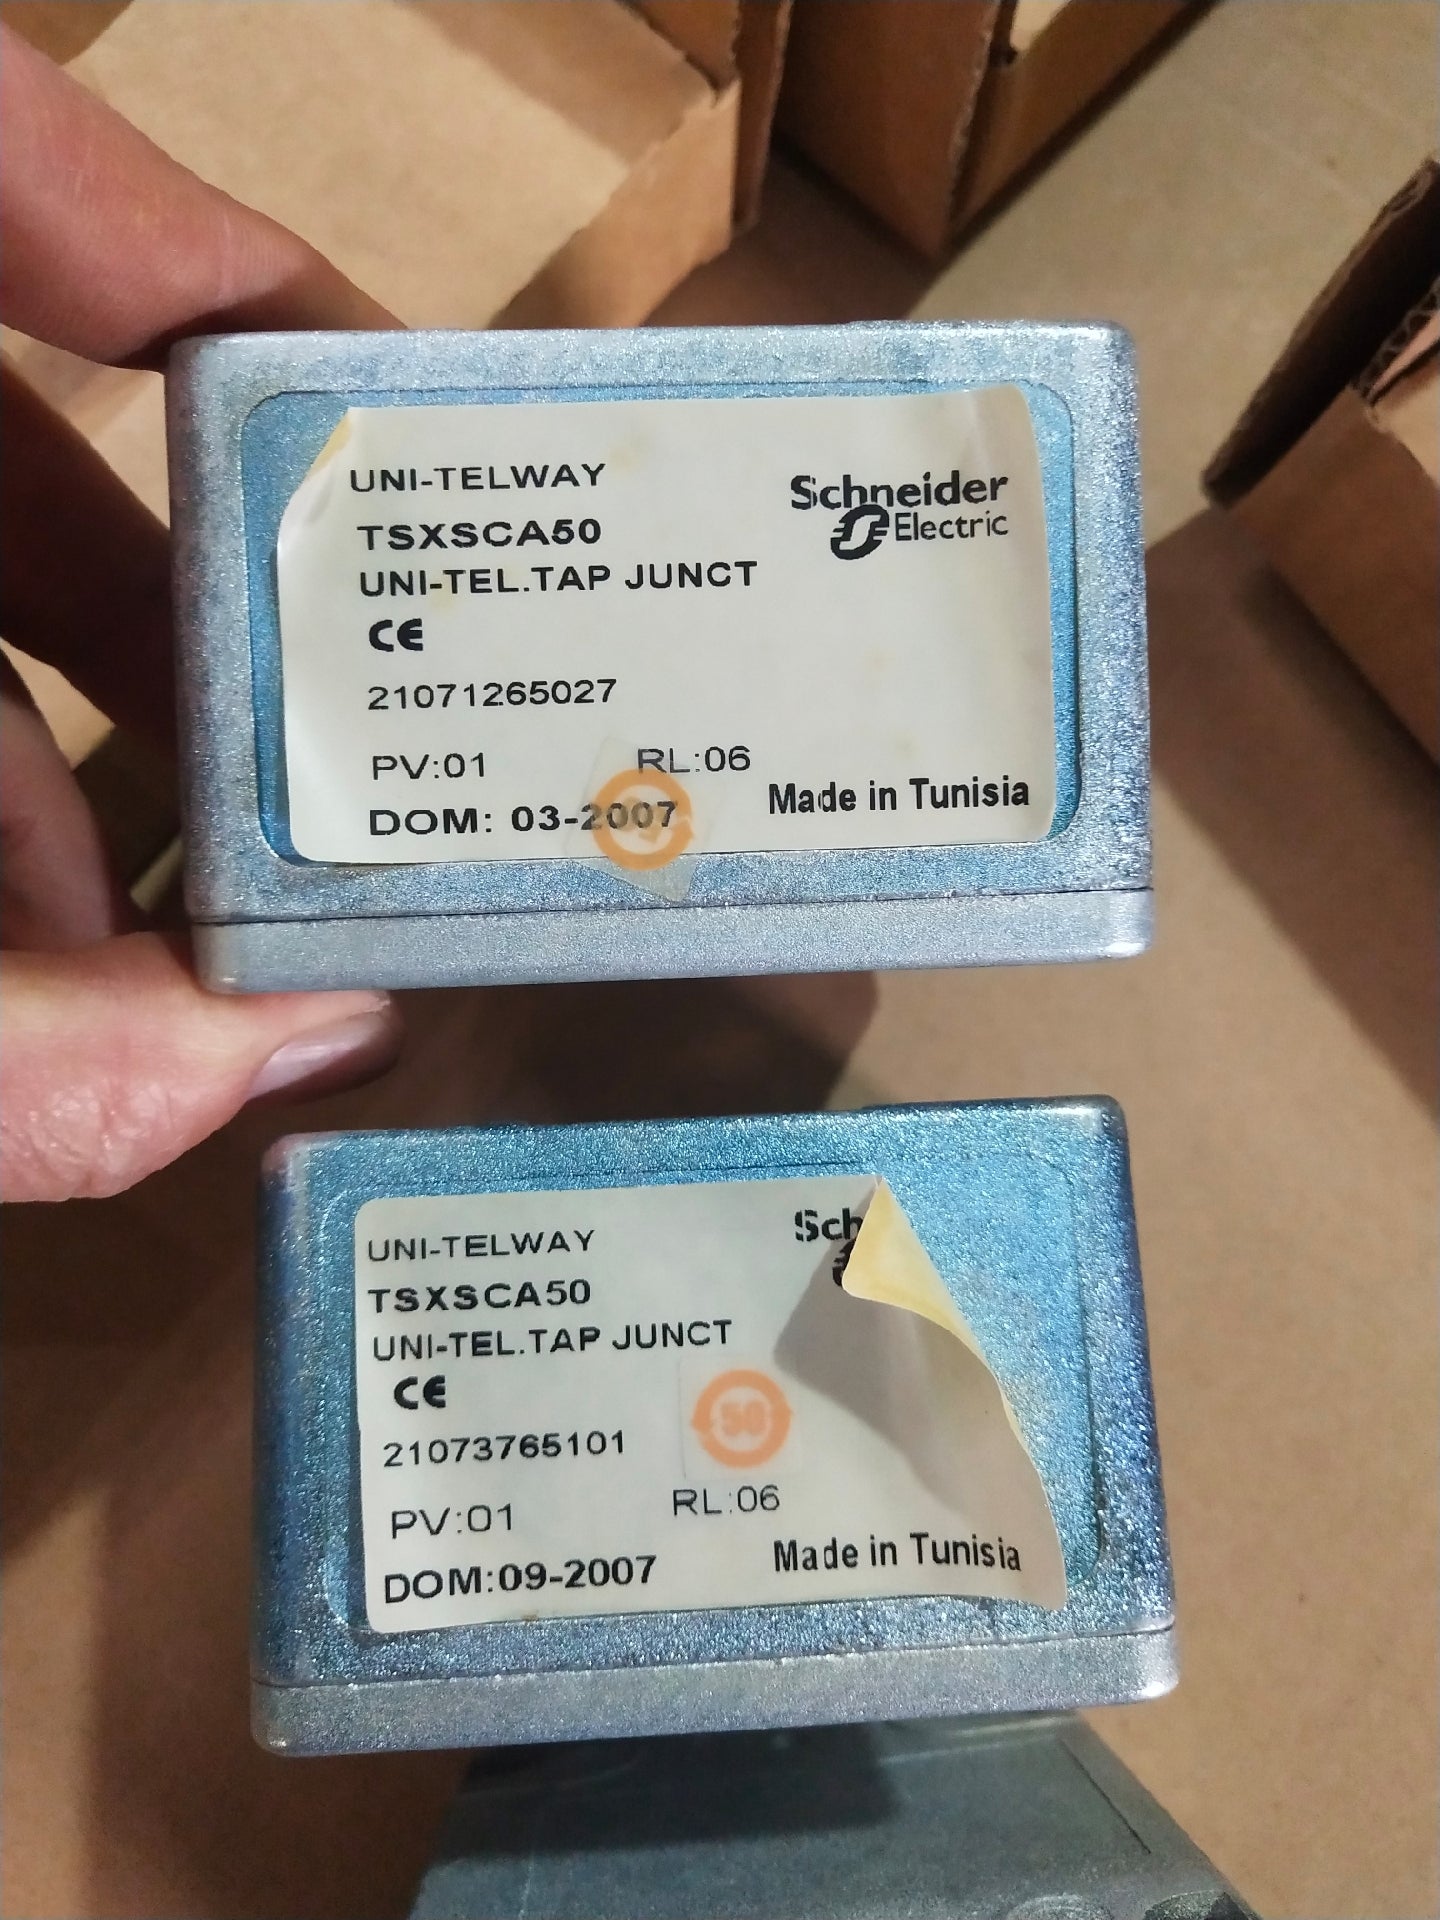 UNI-TELWAY
TSXSCA50
UNI-TEL.TAP JUNCT
Schneider
Electric
CE
21071265027
PV:01 RL:06
DOM: 03-2007
Made in Tunisia
UNI-TELWAY
TSXSCA50
UNI-TEL.TAP JUNCT
Sch
CE
50
21073765101
PV:01 RL:06
DOM:09-2007
Made in Tunisia